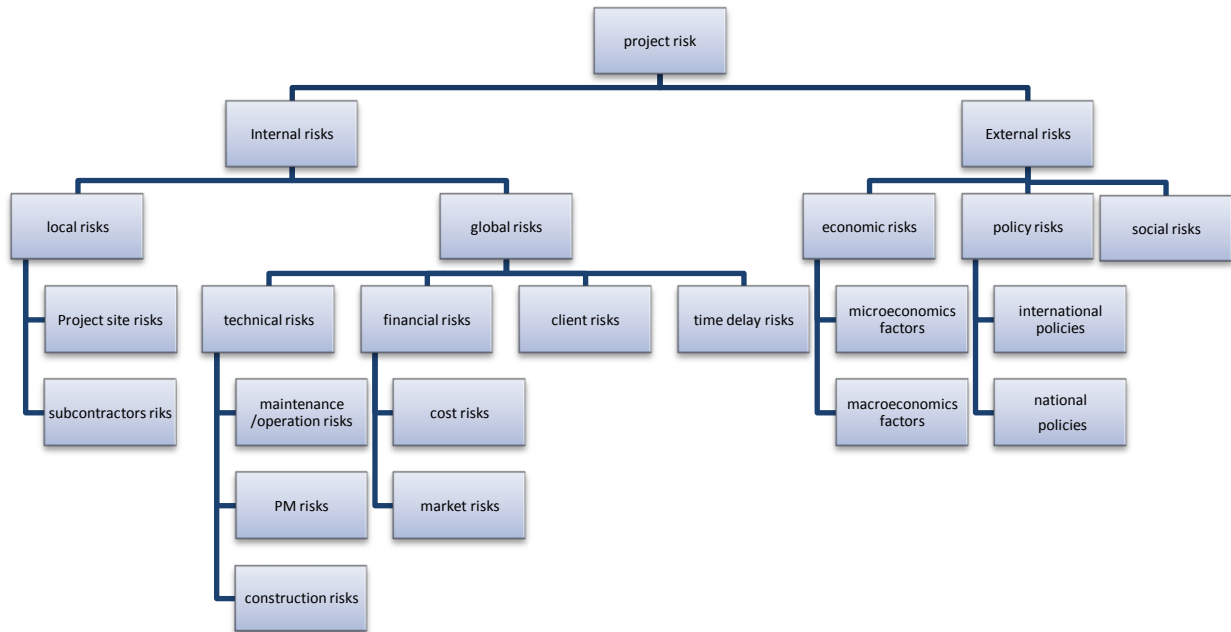 project risk
Internal risks
External risks
local risks
global risks
economic risks
policy risks
social risks
Project site risks
technical risks
financial risks
client risks
time delay risks
microeconomics
factors
international
policies
subcontractors riks
maintenance
/operation risks
cost risks
macroeconomics
factors
national
policies
PM risks
market risks
construction risks